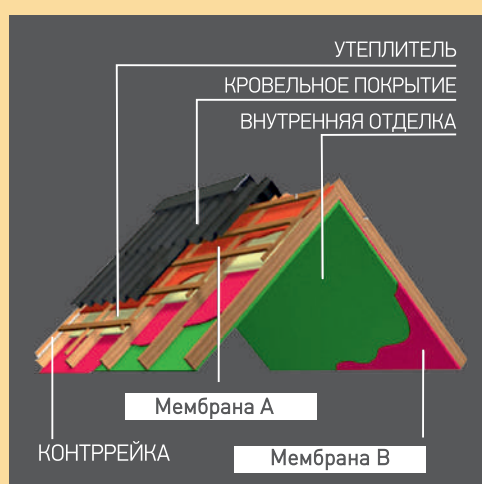 УТЕПЛИТЕЛЬ
КРОВЕЛЬНОЕ ПОКРЫТИЕ
ВНУТРЕННЯЯ ОТДЕЛКА
Мембрана А
КОНТРРЕЙКА
Мембрана В